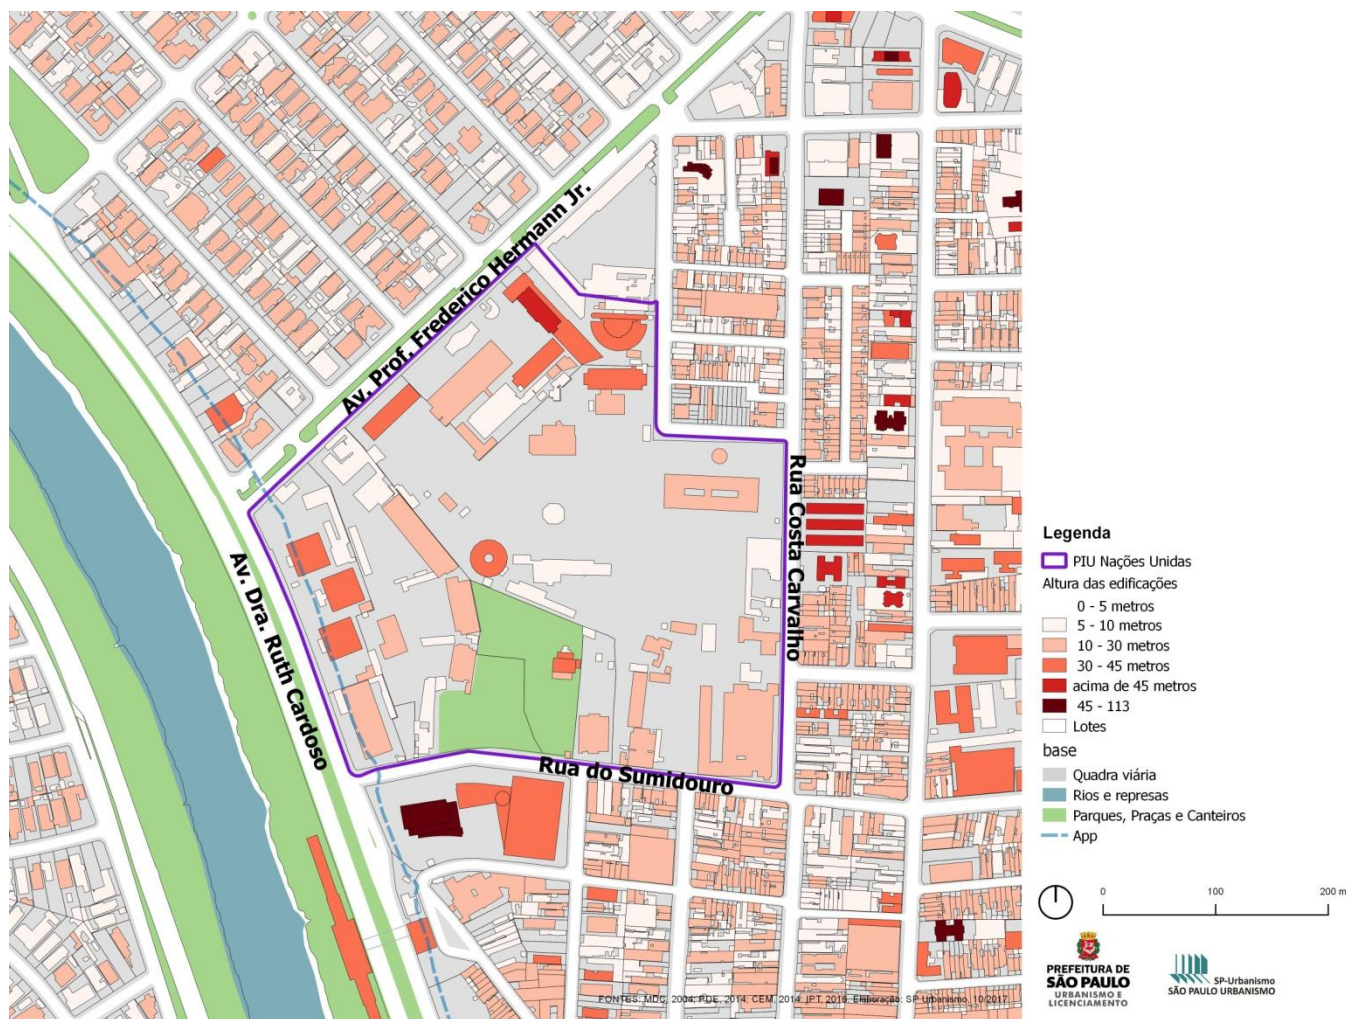 Av. Prof. Frederico Hermann Jr.
Rua Costa Carvalho
Av. Dra. Ruth Cardoso
Rua do Sumidouro
Legenda
PIU Nações Unidas
Altura das edificações
0 - 5 metros
5 - 10 metros
10 - 30 metros
30 - 45 metros
acima de 45 metros
45 - 113
Lotes
base
Quadra viária
Rios e represas
Parques, Praças e Canteiros
App
0 100 200 m
PREFEITURA DE
SÃO PAULO
URBANISMO E
LICENCIAMENTO
SP-Urbanismo
SÃO PAULO URBANISMO
FONTES: MDC, 2004; PDE, 2014; CEM, 2014; IPT, 2016. Elaboração: SP Urbanismo, 10/2017